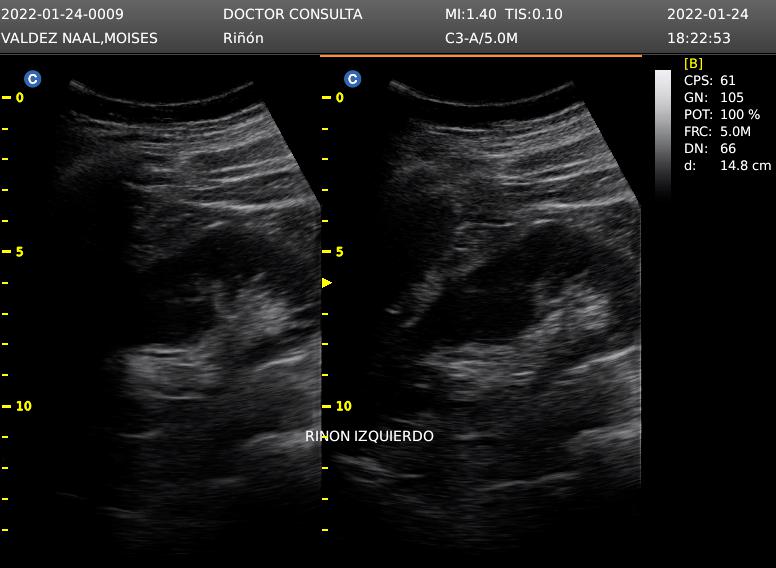 2022-01-24-0009 DOCTOR CONSULTA MI:1.40 TIS:0.10 2022-01-24
VALDEZ NAAL,MOISES Riñón C3-A/5.0M 18:22:53
C C [B]
0 0 CPS: 61
GN: 105
POT: 100 %
FRC: 5.0M
DN: 66
d: 14.8 cm
5 5
10 10
RINON IZQUIERDO